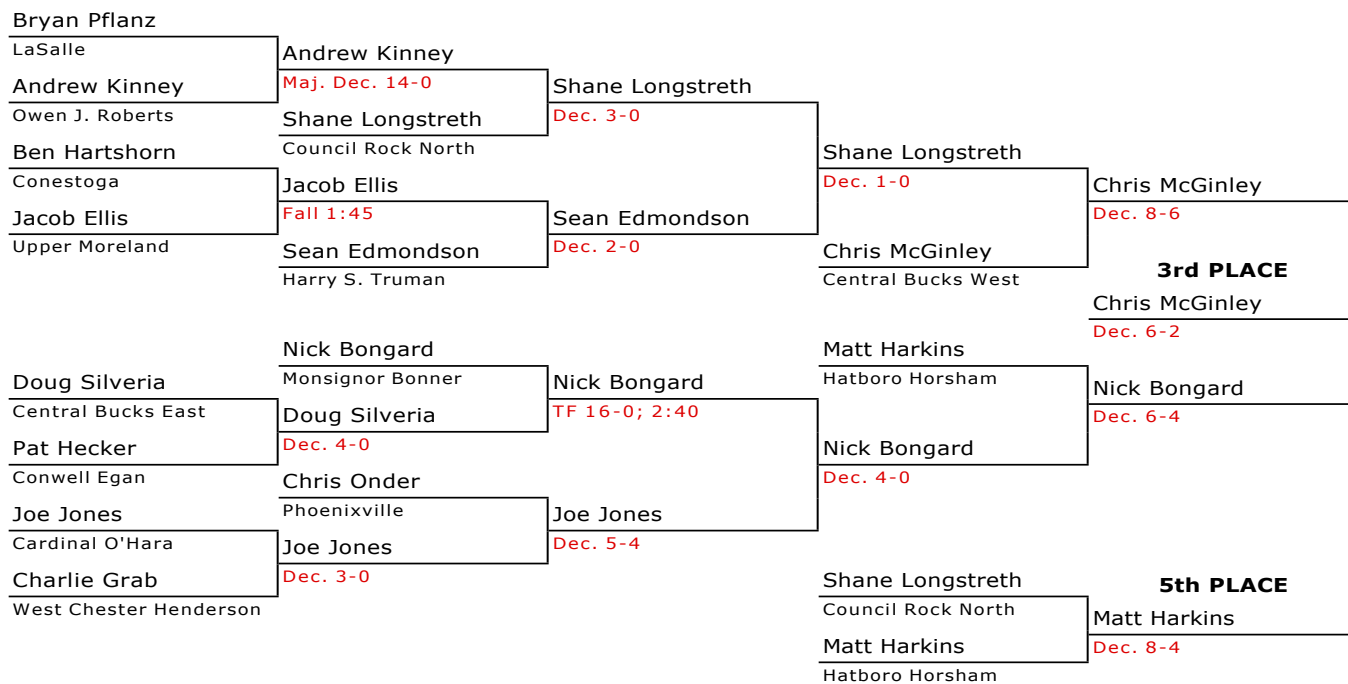 Bryan Pflanz
LaSalle
Andrew Kinney
Owen J. Roberts
Ben Hartshorn
Conestoga
Jacob Ellis
Upper Moreland
Andrew Kinney
Maj. Dec. 14-0
Shane Longstreth
Council Rock North
Jacob Ellis
Fall 1:45
Sean Edmondson
Harry S. Truman
Shane Longstreth
Dec. 3-0
Sean Edmondson
Dec. 2-0
Shane Longstreth
Dec. 1-0
Chris McGinley
Central Bucks West
Chris McGinley
Dec. 8-6
3rd PLACE
Chris McGinley
Dec. 6-2
Doug Silveria
Central Bucks East
Pat Hecker
Conwell Egan
Joe Jones
Cardinal O'Hara
Charlie Grab
West Chester Henderson
Nick Bongard
Monsignor Bonner
Doug Silveria
Dec. 4-0
Chris Onder
Phoenixville
Joe Jones
Dec. 3-0
Nick Bongard
TF 16-0; 2:40
Joe Jones
Dec. 5-4
Matt Harkins
Hatboro Horsham
Nick Bongard
Dec. 4-0
Nick Bongard
Dec. 6-4
Shane Longstreth
Council Rock North
Matt Harkins
Hatboro Horsham
5th PLACE
Matt Harkins
Dec. 8-4